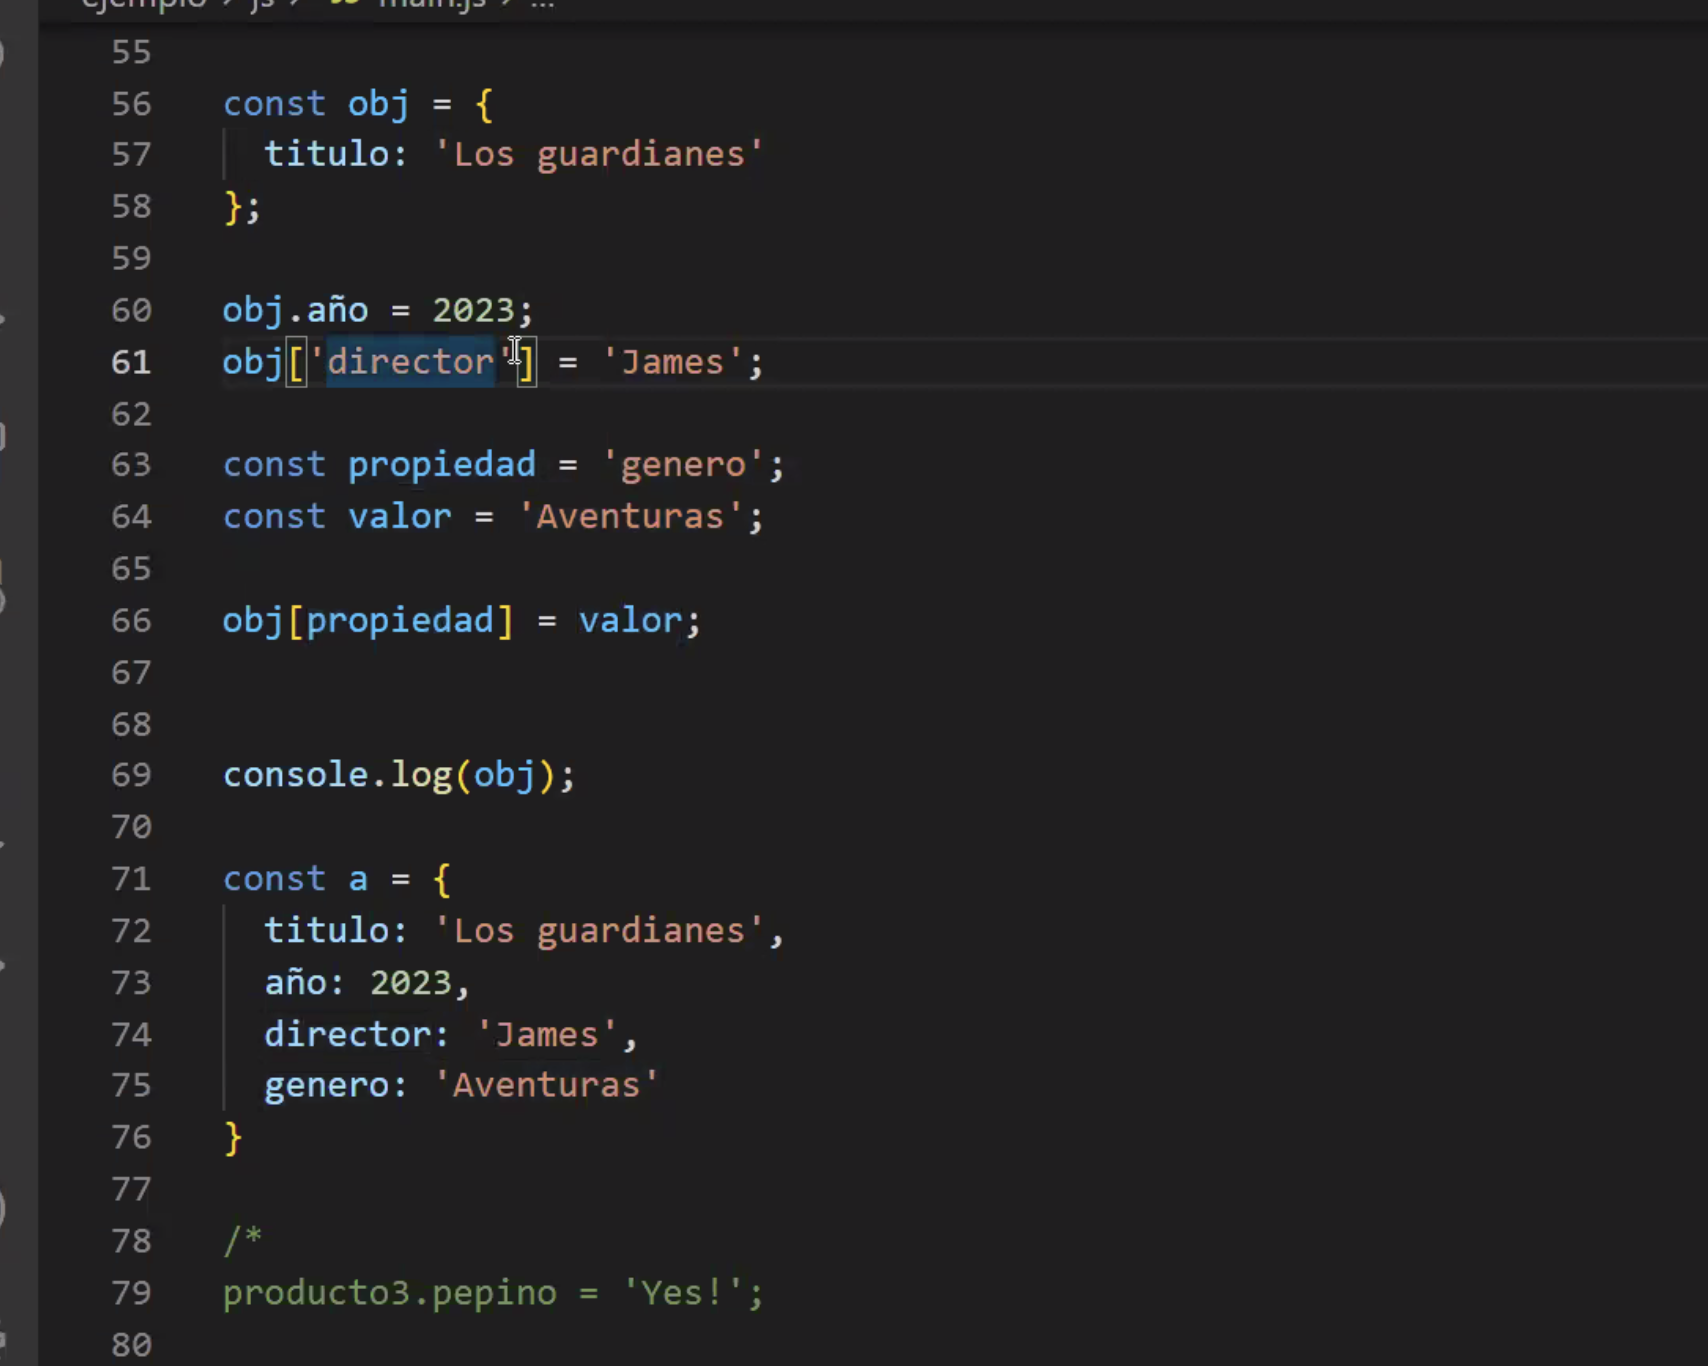 ejemplo > js > main.js > ...
55
56 const obj = {
57 titulo: 'Los guardianes'
58 };
59
60 obj.año = 2023;
61 obj['director'] = 'James';
62
63 const propiedad = 'genero';
64 const valor = 'Aventuras';
65
66 obj[propiedad] = valor;
67
68
69 console.log(obj);
70
71 const a = {
72 titulo: 'Los guardianes',
73 año: 2023,
74 director: 'James',
75 genero: 'Aventuras'
76 }
77
78 /*
79 producto3.pepino = 'Yes!';
80